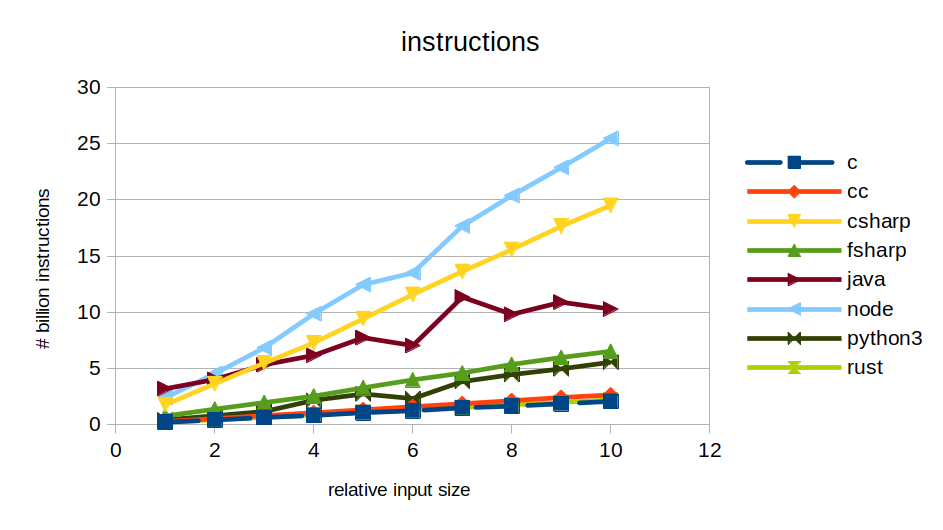 instructions
30
25
20
15
10
5
0
0 2 4 6 8 10 12
# billion instructions
relative input size
c
cc
csharp
fsharp
java
node
python3
rust